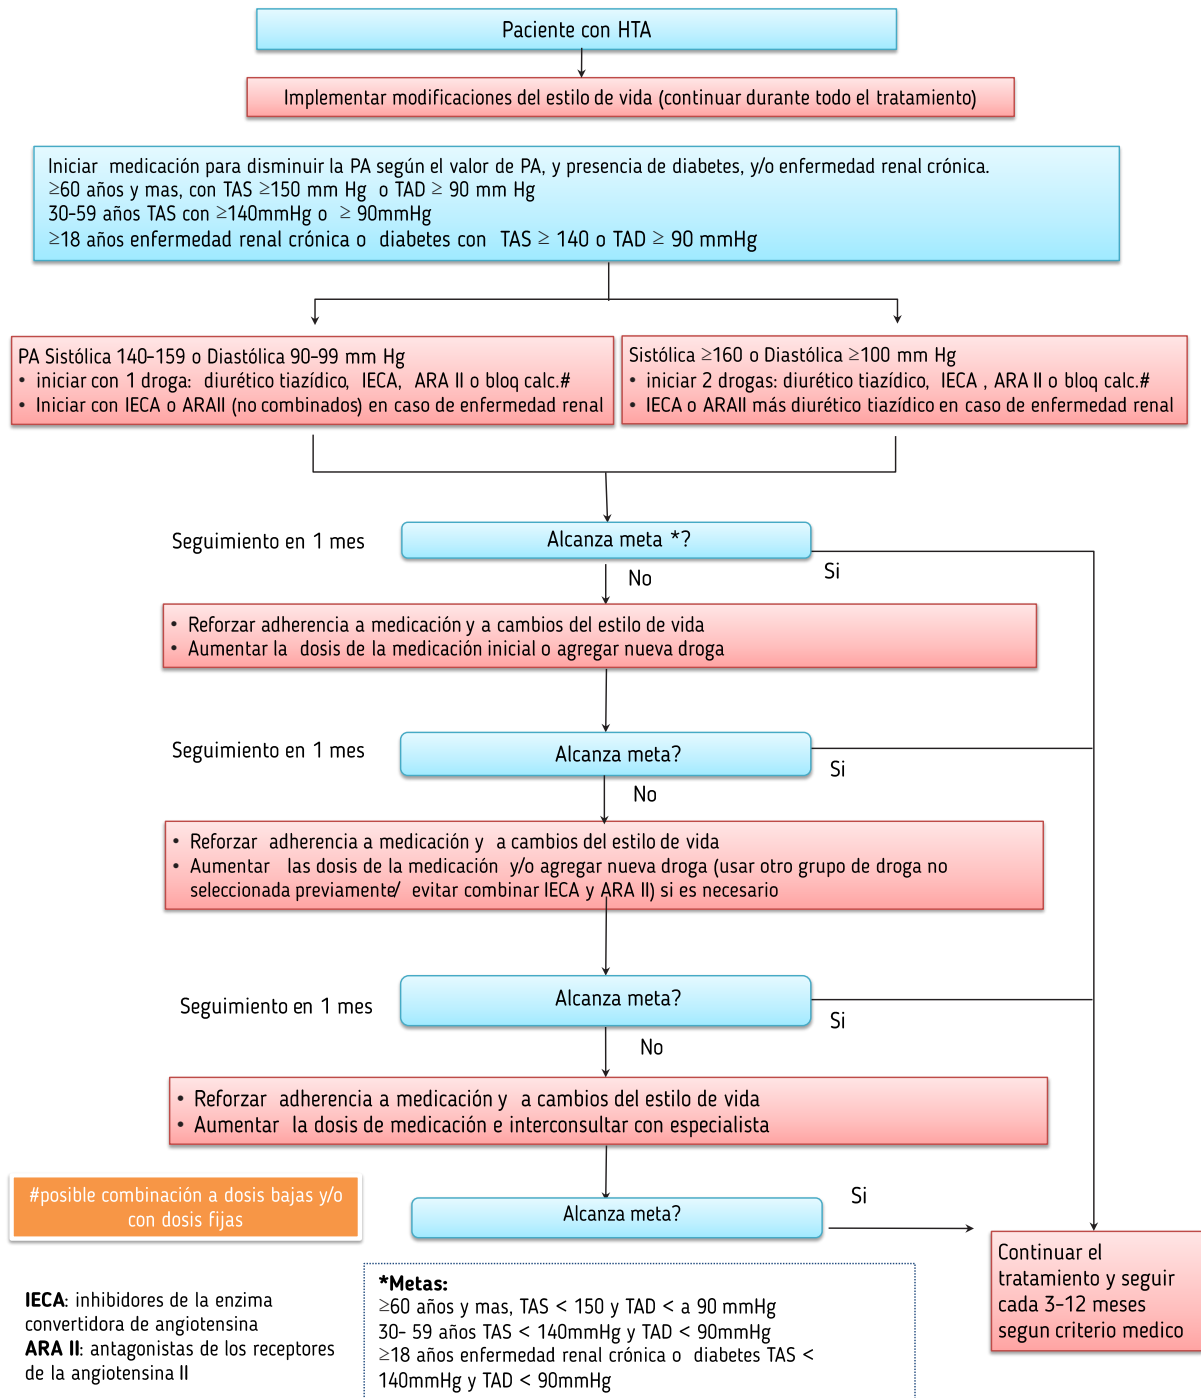 Paciente con HTA
Implementar modificaciones del estilo de vida (continuar durante todo el tratamiento)
Iniciar medicación para disminuir la PA según el valor de PA, y presencia de diabetes, y/o enfermedad renal crónica.
≥60 años y mas, con TAS ≥150 mm Hg o TAD ≥ 90 mm Hg
30-59 años TAS con ≥140mmHg o ≥ 90mmHg
≥18 años enfermedad renal crónica o diabetes con TAS ≥ 140 o TAD ≥ 90 mmHg
PA Sistólica 140-159 o Diastólica 90-99 mm Hg
• iniciar con 1 droga: diurético tiazídico, IECA, ARA II o bloq calc.#
• Iniciar con IECA o ARAII (no combinados) en caso de enfermedad renal
Sistólica ≥160 o Diastólica ≥100 mm Hg
• iniciar 2 drogas: diurético tiazídico, IECA , ARA II o bloq calc.#
• IECA o ARAII más diurético tiazídico en caso de enfermedad renal
Seguimiento en 1 mes
Alcanza meta *?
No
Si
• Reforzar adherencia a medicación y a cambios del estilo de vida
• Aumentar la dosis de la medicación inicial o agregar nueva droga
Seguimiento en 1 mes
Alcanza meta?
Si
No
• Reforzar adherencia a medicación y a cambios del estilo de vida
• Aumentar las dosis de la medicación y/o agregar nueva droga (usar otro grupo de droga no
seleccionada previamente/ evitar combinar IECA y ARA II) si es necesario
Seguimiento en 1 mes
Alcanza meta?
Si
No
• Reforzar adherencia a medicación y a cambios del estilo de vida
• Aumentar la dosis de medicación e interconsultar con especialista
#posible combinación a dosis bajas y/o
con dosis fijas
Alcanza meta?
Si
Continuar el
tratamiento y seguir
cada 3-12 meses
segun criterio medico
IECA: inhibidores de la enzima
convertidora de angiotensina
ARA II: antagonistas de los receptores
de la angiotensina II
*Metas:
≥60 años y mas, TAS < 150 y TAD < a 90 mmHg
30- 59 años TAS < 140mmHg y TAD < 90mmHg
≥18 años enfermedad renal crónica o diabetes TAS <
140mmHg y TAD < 90mmHg